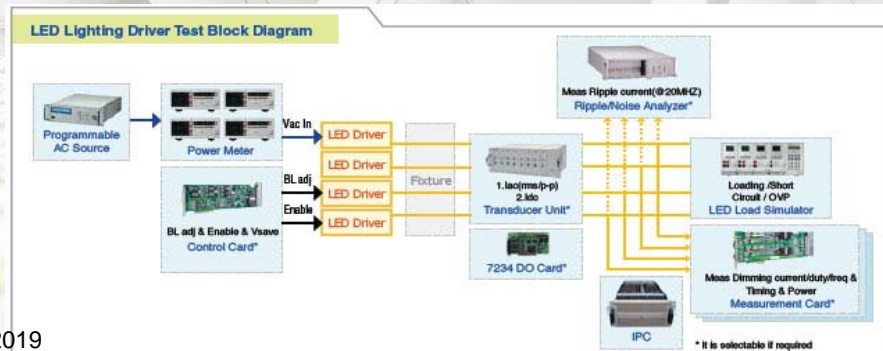 LED Lighting Driver Test Block Diagram
Meas Ripple current(@20MHZ)
Ripple/Noise Analyzer*
Programmable
AC Source
Power Meter
Vac In
BL adj
Enable
BL adj & Enable & Vsave
Control Card*
LED Driver
LED Driver
LED Driver
LED Driver
Fixture
1.Iac(rms/p-p)
2.Idc
Transducer Unit*
7234 DO Card*
Loading /Short
Circuit / OVP
LED Load Simulator
Meas Dimming current/duty/freq &
Timing & Power
Measurement Card*
IPC
* It is selectable if required
2019